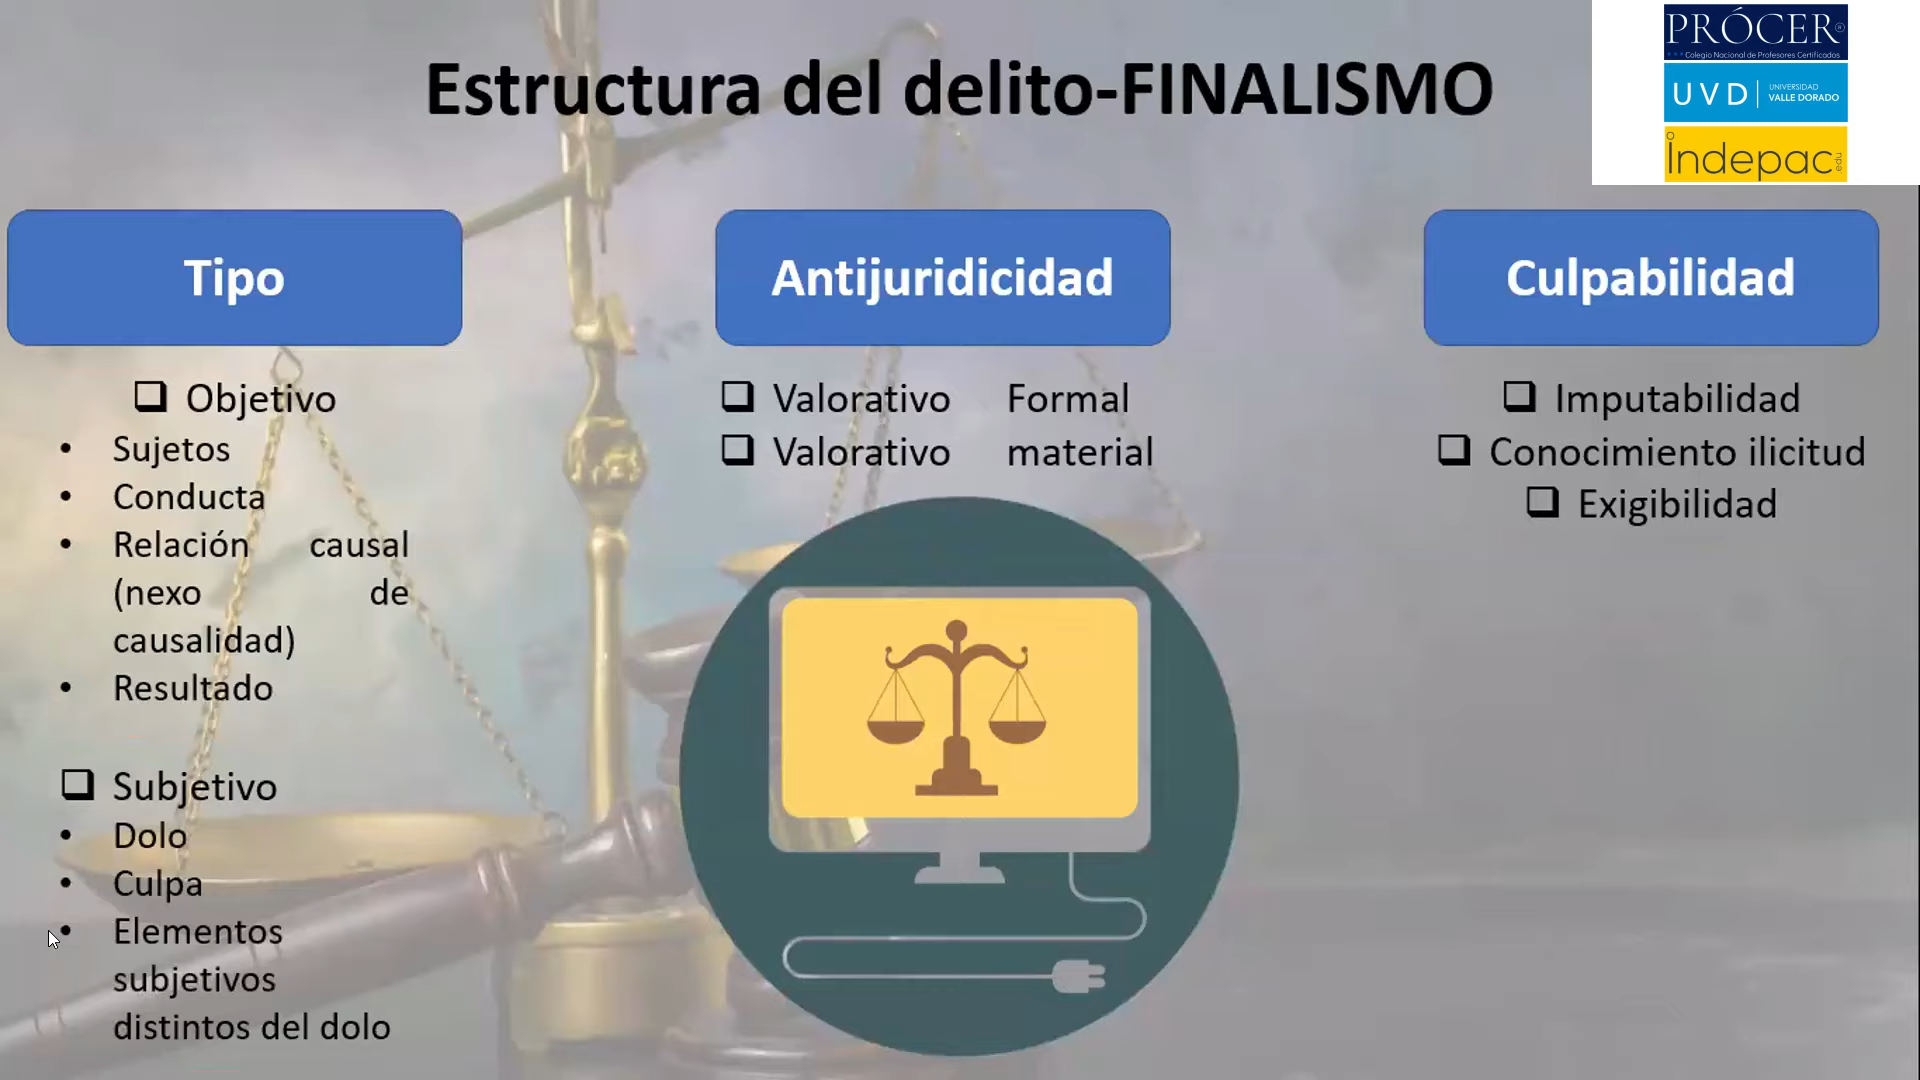 Estructura del delito-FINALISMO
PRÓCER®
Colegio Nacional de Profesores Certificados
UVD
UNIVERSIDAD
VALLE DORADO
indepac.edu
Tipo
Objetivo
Sujetos
Conducta
Relación causal
(nexo de
causalidad)
Resultado
Subjetivo
Dolo
Culpa
Elementos
subjetivos
distintos del dolo
Antijuridicidad
Valorativo Formal
Valorativo material
Culpabilidad
Imputabilidad
Conocimiento ilicitud
Exigibilidad